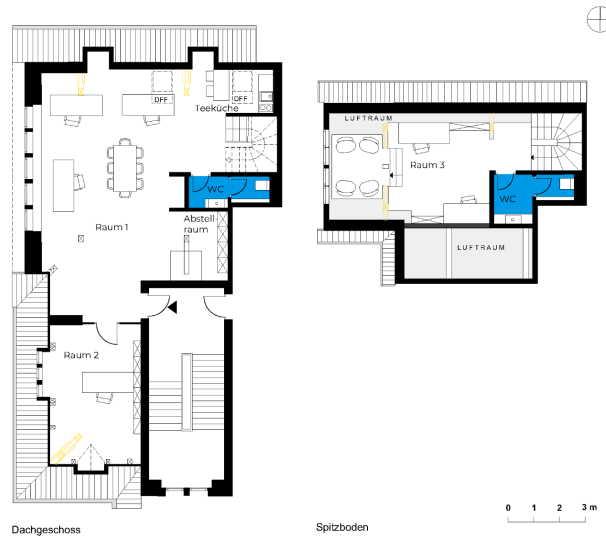 DFF
DFF
Teeküche
LUFTRAUM
Raum 3
WC
WC
Abstell-
raum
Raum 1
LUFTRAUM
Raum 2
0 1 2 3 m
Dachgeschoss
Spitzboden